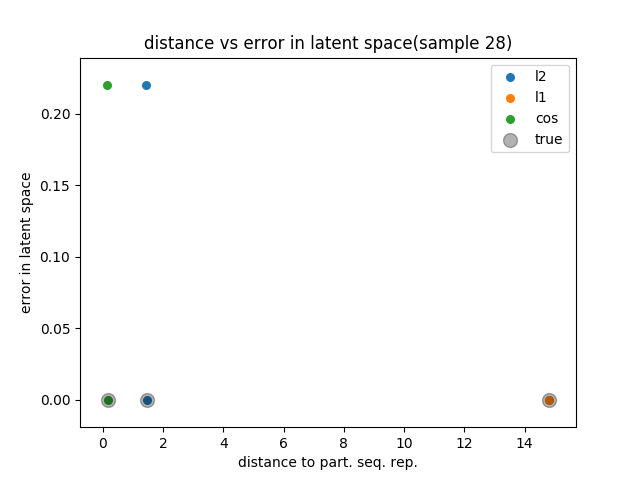 distance vs error in latent space(sample 28)
l2
l1
cos
true
error in latent space
0.20
0.15
0.10
0.05
0.00
0 2 4 6 8 10 12 14
distance to part. seq. rep.